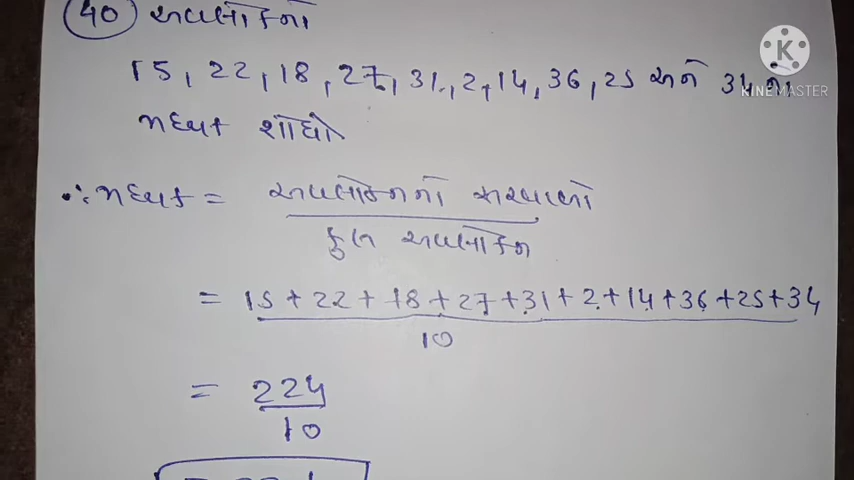 40 અવલોકનો
K
KINEMASTER
15, 22, 18, 27, 31, 2, 14, 36, 25 અને 34 નો
મધ્યક શોધો
∴ મધ્યક = અવલોકનનો સરવાળો
કુલ અવલોકન
= 15 + 22 + 18 + 27 + 31 + 2 + 14 + 36 + 25 + 34
10
= 224
10